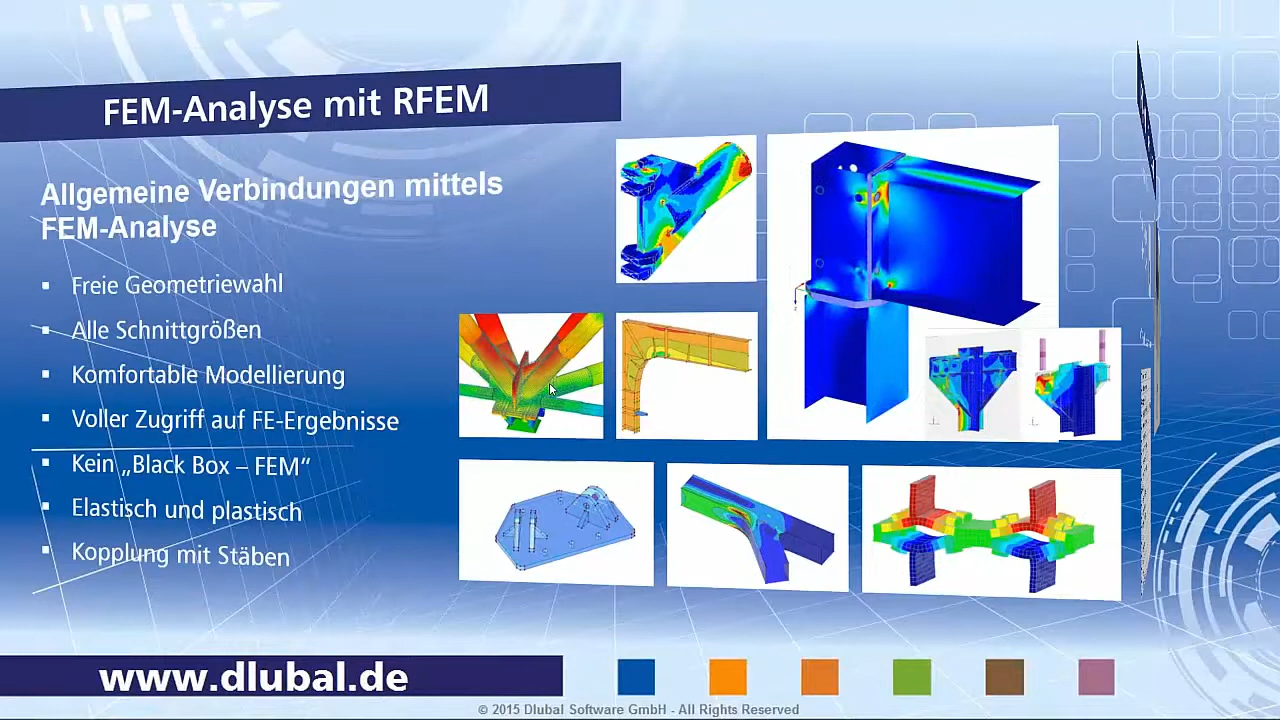 FEM-Analyse mit RFEM
Allgemeine Verbindungen mittels
FEM-Analyse
▪ Freie Geometriewahl
▪ Alle Schnittgrößen
▪ Komfortable Modellierung
▪ Voller Zugriff auf FE-Ergebnisse
▪ Kein „Black Box – FEM“
▪ Elastisch und plastisch
▪ Kopplung mit Stäben
www.dlubal.de
© 2015 Dlubal Software GmbH - All Rights Reserved